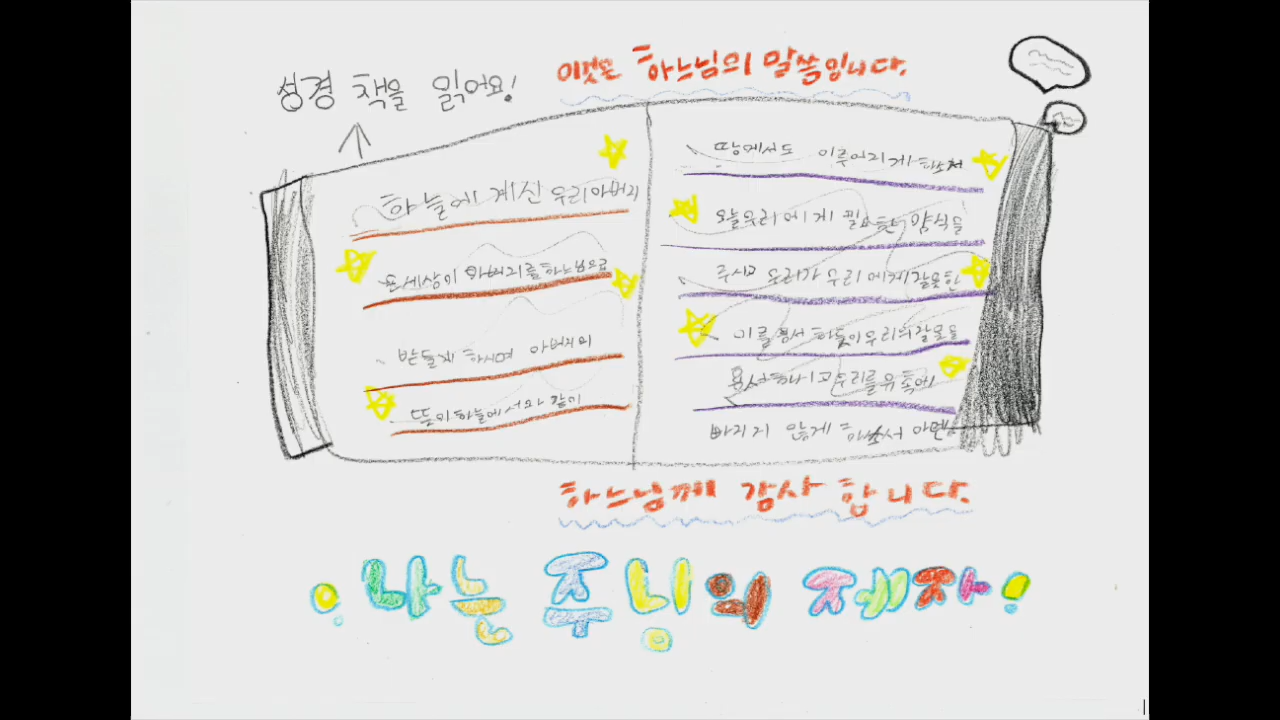 성경 책을 읽어요!
이것은 하느님의 말씀입니다.
하늘에 계신 우리아버지
온세상이 아버지를 하느님으로
받들게 하시며 아버지의
뜻이 하늘에서와 같이
땅에서도 이루어지게 하소서
오늘우리에게 필요한 양식을
주시고 우리가 우리에게 잘못한
이를 용서 하듯이 우리의 잘못을
용서하시고 우리를 유혹에
빠지지 않게 하소서 아멘
하느님께 감사 합니다.
나는 주님의 제자!